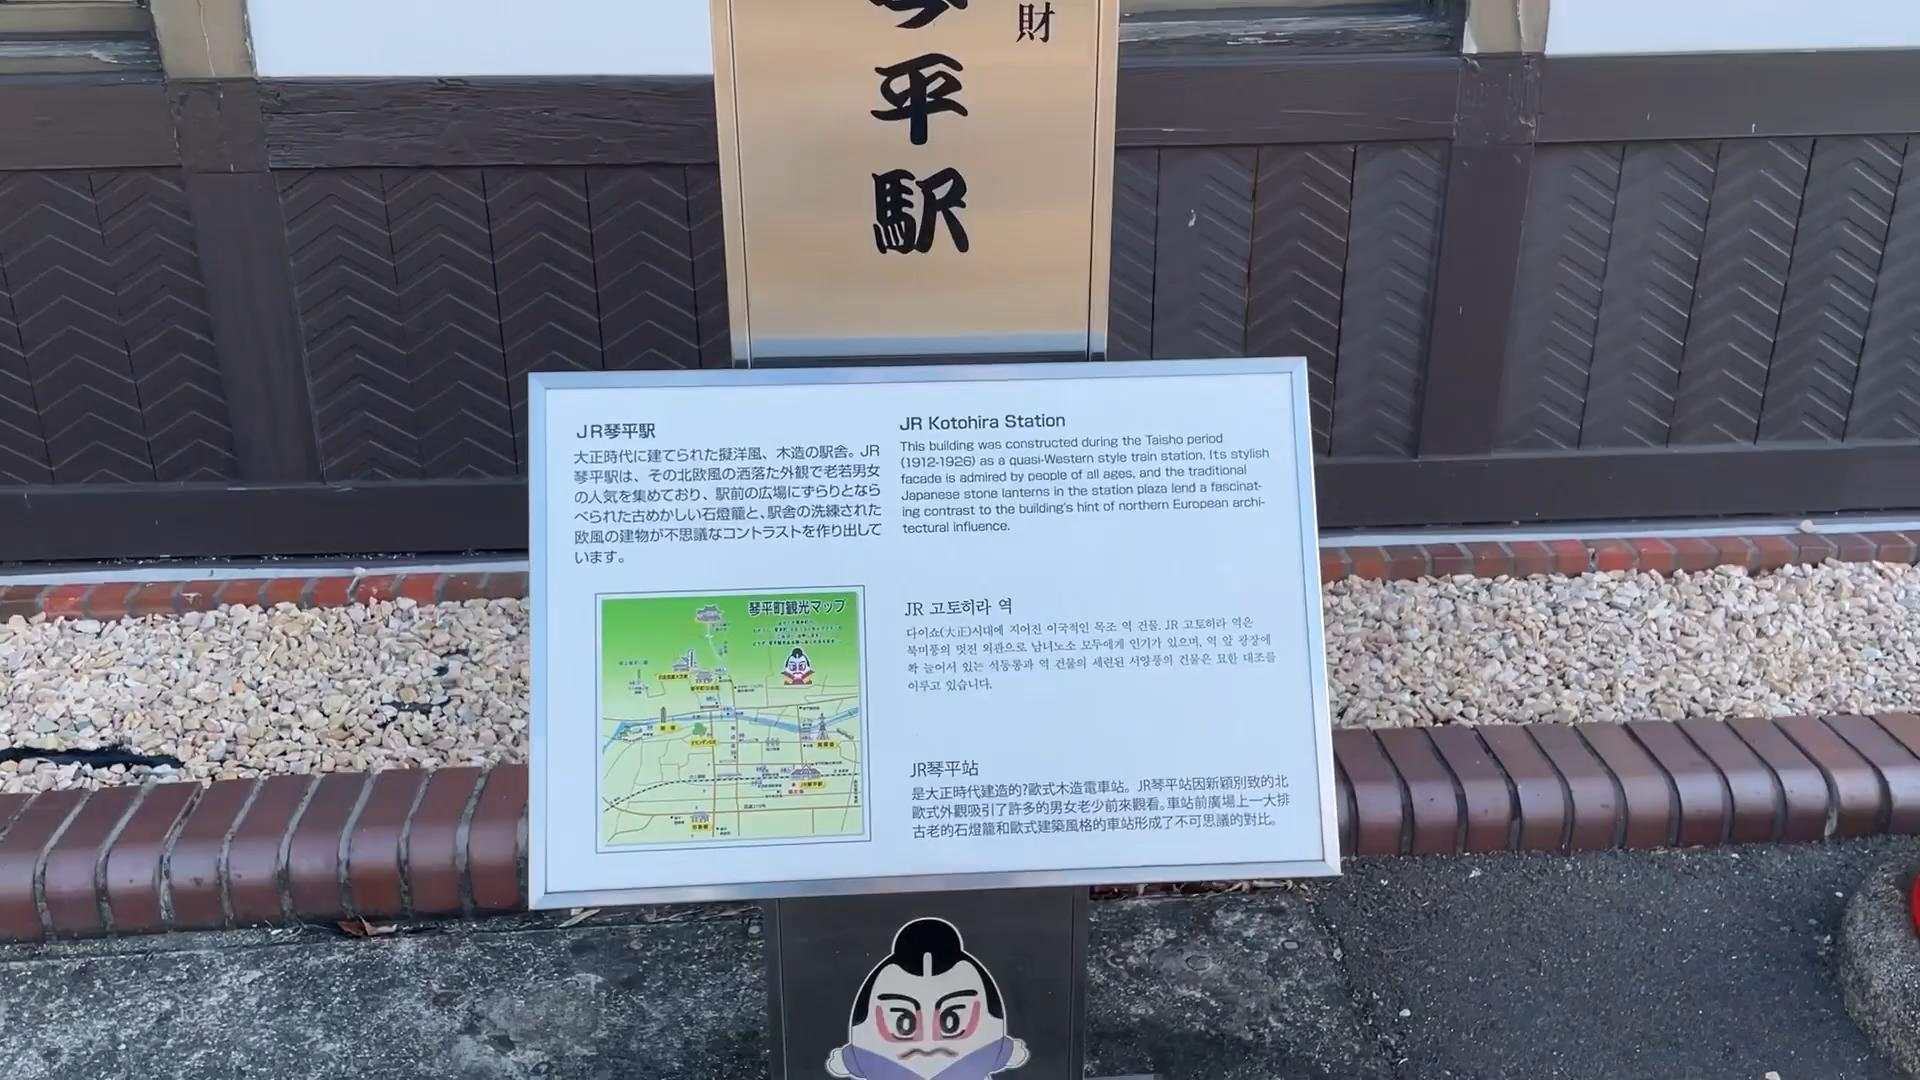 財
平
駅
JR琴平駅
大正時代に建てられた擬洋風、木造の駅舎。JR
琴平駅は、その北欧風の洒落た外観で老若男女
の人気を集めており、駅前の広場にずらりとなら
べられた古めかしい石燈籠と、駅舎の洗練された
欧風の建物が不思議なコントラストを作り出して
います。
琴平町観光マップ
JR Kotohira Station
This building was constructed during the Taisho period
(1912-1926) as a quasi-Western style train station. Its stylish
facade is admired by people of all ages, and the traditional
Japanese stone lanterns in the station plaza lend a fascinat-
ing contrast to the building's hint of northern European archi-
tectural influence.
JR 고토히라 역
다이쇼(大正)시대에 지어진 이국적인 목조 역 건물. JR 고토히라 역은
북미풍의 멋진 외관으로 남녀노소 모두에게 인기가 있으며, 역 앞 광장에
쫙 늘어서 있는 석등롱과 역 건물의 세련된 서양풍의 건물은 묘한 대조를
이루고 있습니다.
JR琴平站
是大正時代建造的?歐式木造電車站。JR琴平站因新穎別致的北
歐式外觀吸引了許多的男女老少前來觀看。車站前廣場上一大排
古老的石燈籠和歐式建築風格的車站形成了不可思議的對比。